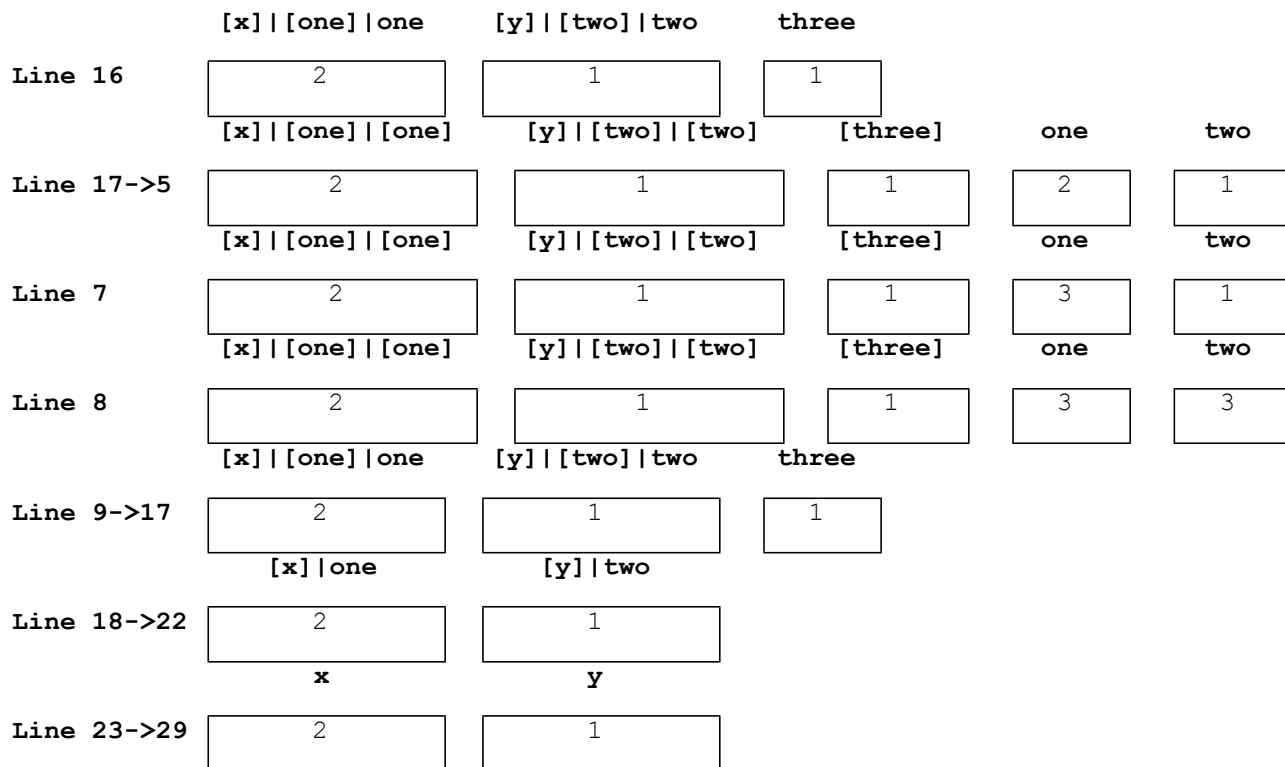 [x]|[one]|one [y]|[two]|two three
Line 16 2 1 1
[x]|[one]|[one] [y]|[two]|[two] [three] one two
Line 17->5 2 1 1 2 1
[x]|[one]|[one] [y]|[two]|[two] [three] one two
Line 7 2 1 1 3 1
[x]|[one]|[one] [y]|[two]|[two] [three] one two
Line 8 2 1 1 3 3
[x]|[one]|one [y]|[two]|two three
Line 9->17 2 1 1
[x]|one [y]|two
Line 18->22 2 1
x y
Line 23->29 2 1